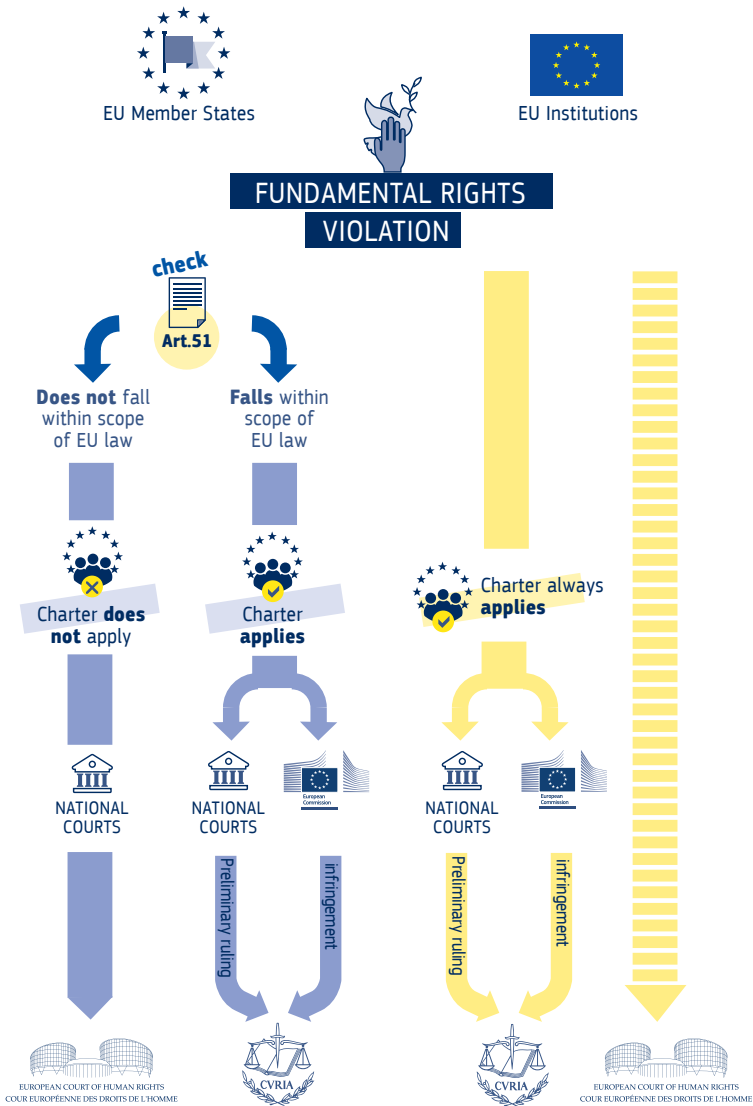 EU Member States
EU Institutions
FUNDAMENTAL RIGHTS
VIOLATION
check
Art.51
Does not fall
within scope
of EU law
Falls within
scope of
EU law
Charter does
not apply
Charter
applies
Charter always
applies
NATIONAL
COURTS
NATIONAL
COURTS
European
Commission
NATIONAL
COURTS
European
Commission
Preliminary ruling
infringement
Preliminary ruling
infringement
EUROPEAN COURT OF HUMAN RIGHTS
COUR EUROPÉENNE DES DROITS DE L'HOMME
CVRIA
CVRIA
EUROPEAN COURT OF HUMAN RIGHTS
COUR EUROPÉENNE DES DROITS DE L'HOMME